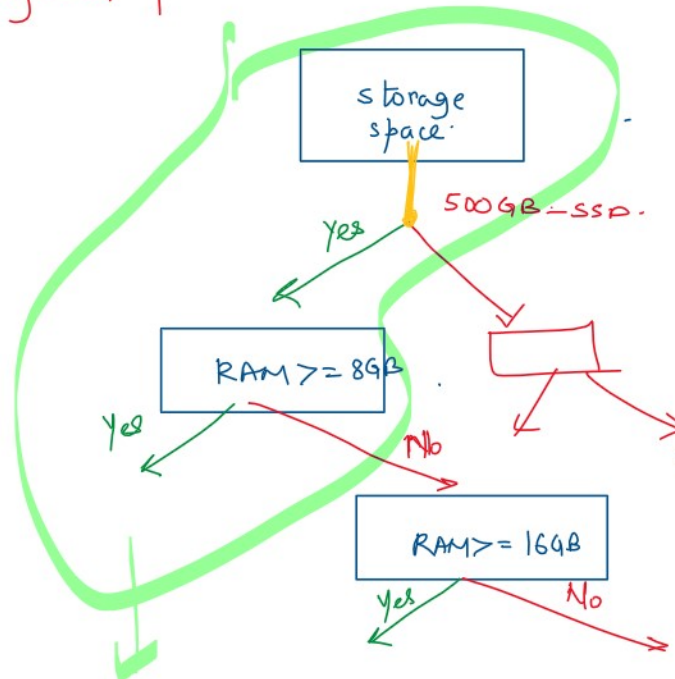 storage
space.
500GB-SSD.
Yes
RAM >= 8GB
Yes
No
RAM >= 16GB
Yes
No